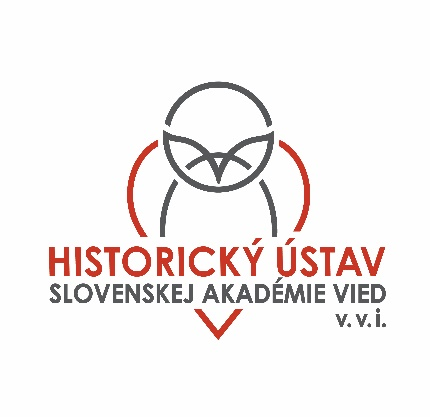 HISTORICKÝ ÚSTAV
SLOVENSKEJ AKADÉMIE VIED
v. v. i.